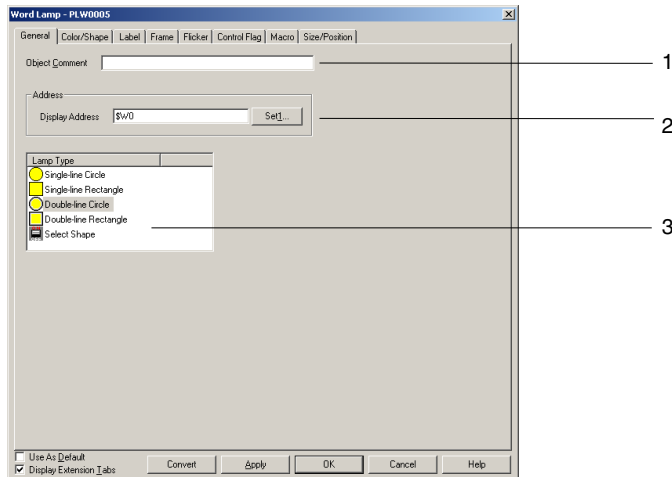 Word Lamp - PLW0005
General Color/Shape Label Frame Flicker Control Flag Macro Size/Position
Object Comment
1
Address
Display Address $W0 Set1...
2
Lamp Type
Single-line Circle
Single-line Rectangle
Double-line Circle
Double-line Rectangle
3
Select Shape
Use As Default
Display Extension Tabs
Convert Apply OK Cancel Help